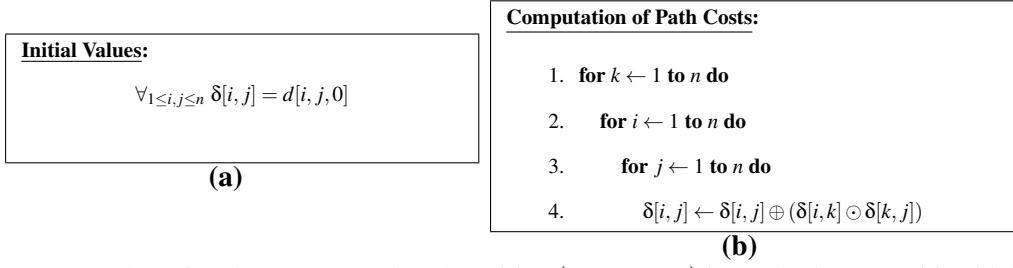 Initial Values:
∀1≤i,j≤n δ[i, j] = d[i, j, 0]
(a)
Computation of Path Costs:
1. for k ← 1 to n do
2. for i ← 1 to n do
3. for j ← 1 to n do
4. δ[i, j] ← δ[i, j] ⊕ (δ[i, k] ⊙ δ[k, j])
(b)